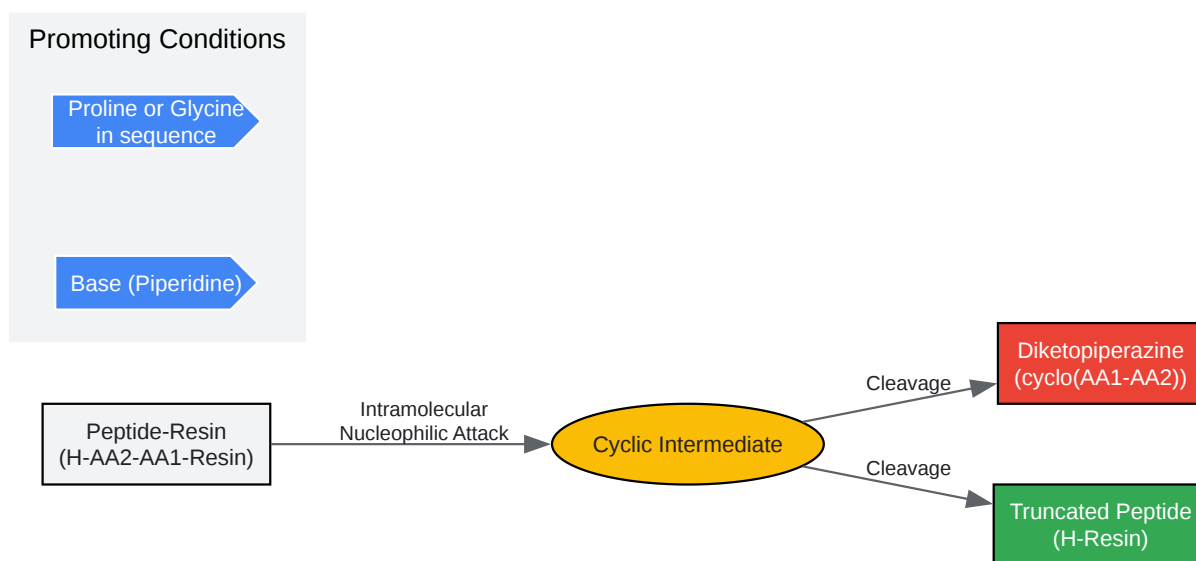 Promoting Conditions
Proline or Glycine
in sequence
Base (Piperidine)
Peptide-Resin
(H-AA2-AA1-Resin)
Intramolecular
Nucleophilic Attack
Cyclic Intermediate
Cleavage
Diketopiperazine
(cyclo(AA1-AA2))
Cleavage
Truncated Peptide
(H-Resin)